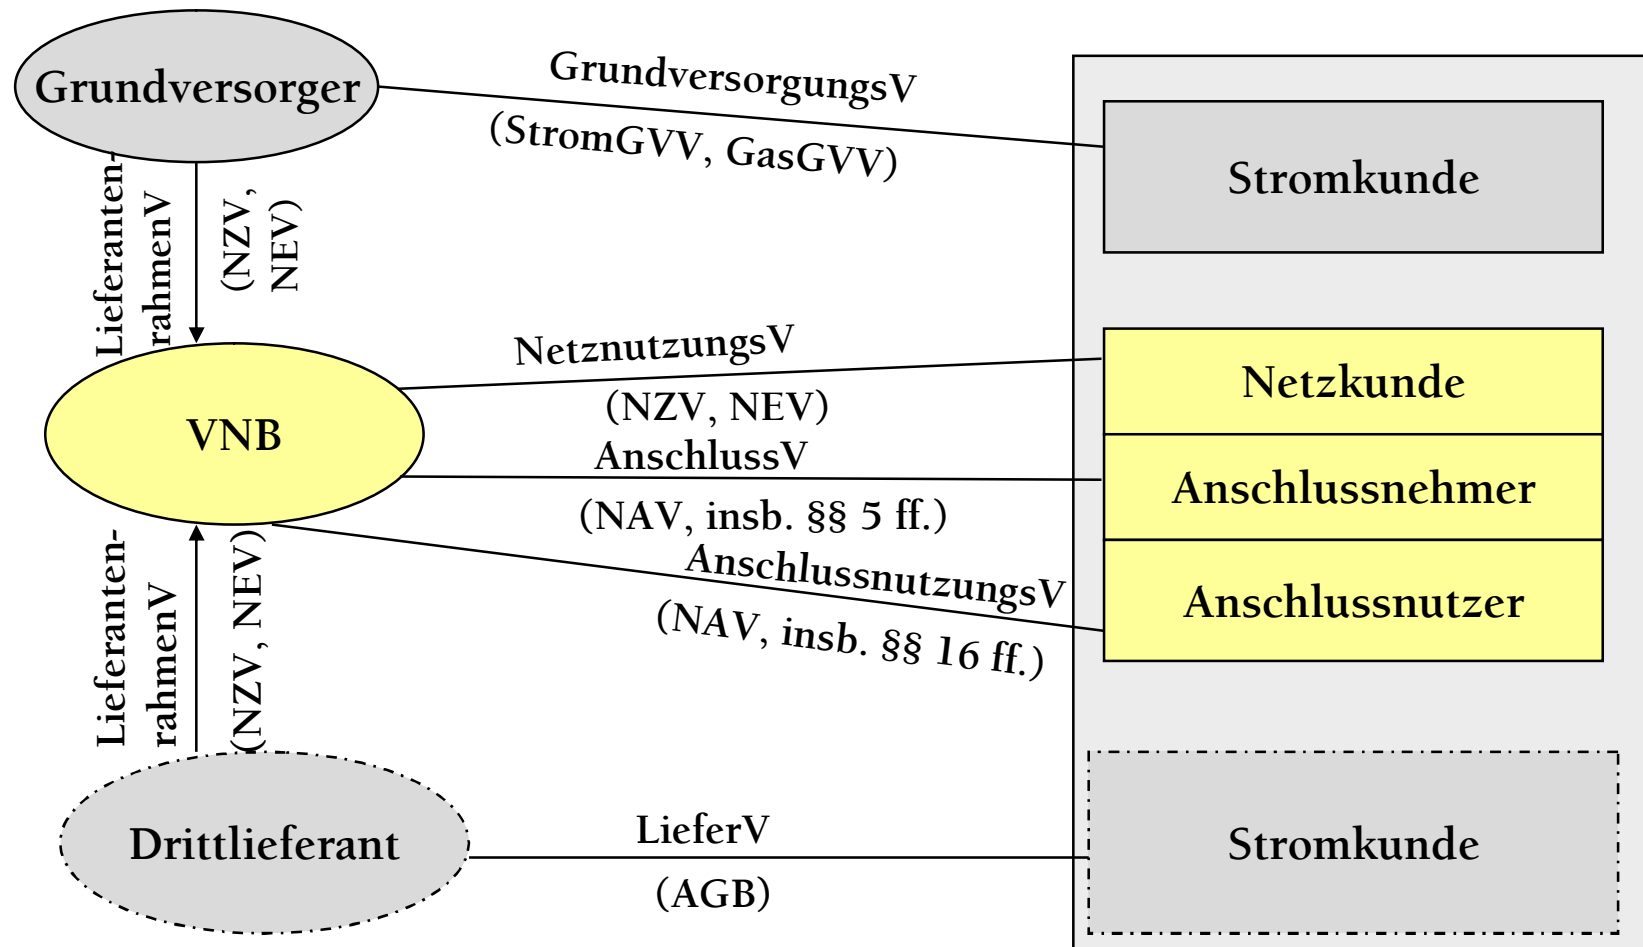 Grundversorger
GrundversorgungsV
(StromGVV, GasGVV)
Stromkunde
Lieferanten-
rahmenV
(NZV,
NEV)
NetznutzungsV
(NZV, NEV)
Netzkunde
VNB
AnschlussV
(NAV, insb. §§ 5 ff.)
Anschlussnehmer
AnschlussnutzungsV
(NAV, insb. §§ 16 ff.)
Anschlussnutzer
Lieferanten-
rahmenV
(NZV, NEV)
Drittlieferant
LieferV
(AGB)
Stromkunde